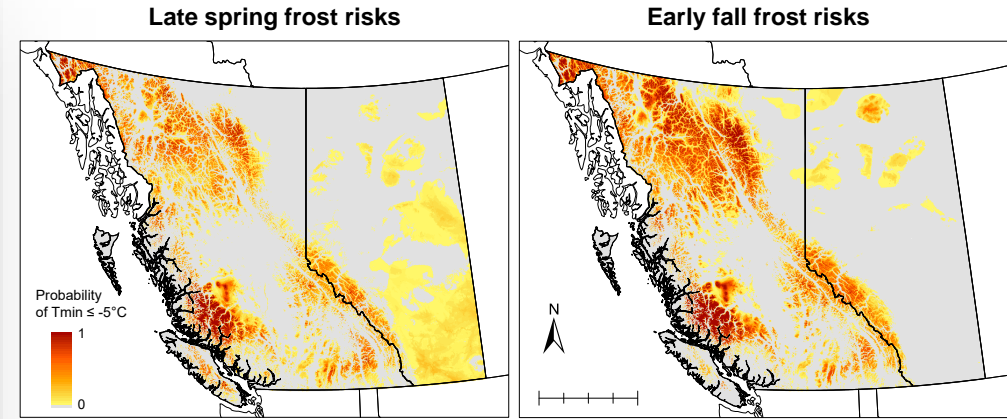 Late spring frost risks
Early fall frost risks
Probability
of Tmin ≤ -5°C
1
0
N